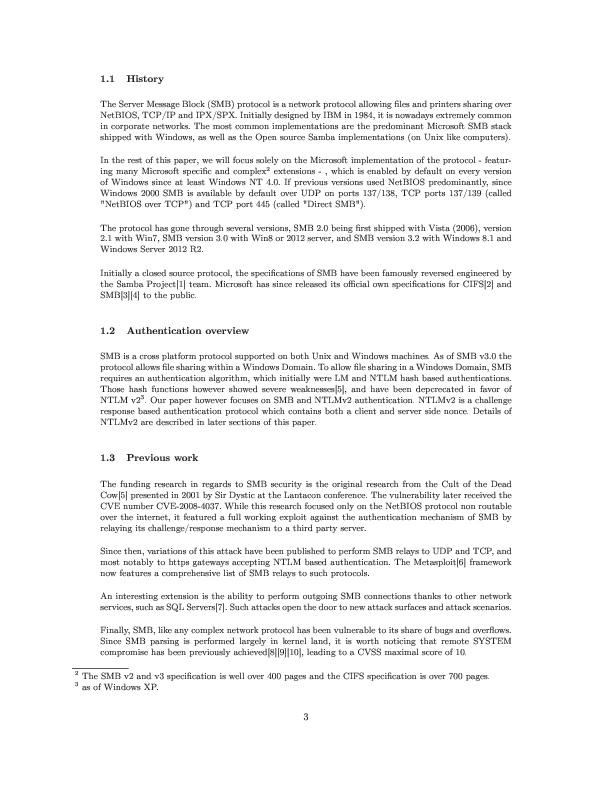 1.1 History
The Server Message Block (SMB) protocol is a network protocol allowing files and printers sharing over
NetBIOS, TCP/IP and IPX/SPX. Initially designed by IBM in 1984, it is nowadays extremely common
in corporate networks. The most common implementations are the predominant Microsoft SMB stack
shipped with Windows, as well as the Open source Samba implementations (on Unix like computers).
In the rest of this paper, we will focus solely on the Microsoft implementation of the protocol - featur-
ing many Microsoft specific and complex² extensions - , which is enabled by default on every version
of Windows since at least Windows NT 4.0. If previous versions used NetBIOS predominantly, since
Windows 2000 SMB is available by default over UDP on ports 137/138, TCP ports 137/139 (called
"NetBIOS over TCP") and TCP port 445 (called "Direct SMB").
The protocol has gone through several versions, SMB 2.0 being first shipped with Vista (2006), version
2.1 with Win7, SMB version 3.0 with Win8 or 2012 server, and SMB version 3.2 with Windows 8.1 and
Windows Server 2012 R2.
Initially a closed source protocol, the specifications of SMB have been famously reversed engineered by
the Samba Project[1] team. Microsoft has since released its official own specifications for CIFS[2] and
SMB[3][4] to the public.
1.2 Authentication overview
SMB is a cross platform protocol supported on both Unix and Windows machines. As of SMB v3.0 the
protocol allows file sharing within a Windows Domain. To allow file sharing in a Windows Domain, SMB
requires an authentication algorithm, which initially were LM and NTLM hash based authentications.
Those hash functions however showed severe weaknesses[5], and have been depcrecated in favor of
NTLM v2³. Our paper however focuses on SMB and NTLMv2 authentication. NTLMv2 is a challenge
response based authentication protocol which contains both a client and server side nonce. Details of
NTLMv2 are described in later sections of this paper.
1.3 Previous work
The funding research in regards to SMB security is the original research from the Cult of the Dead
Cow[5] presented in 2001 by Sir Dystic at the Lantacon conference. The vulnerability later received the
CVE number CVE-2008-4037. While this research focused only on the NetBIOS protocol non routable
over the internet, it featured a full working exploit against the authentication mechanism of SMB by
relaying its challenge/response mechanism to a third party server.
Since then, variations of this attack have been published to perform SMB relays to UDP and TCP, and
most notably to https gateways accepting NTLM based authentication. The Metasploit[6] framework
now features a comprehensive list of SMB relays to such protocols.
An interesting extension is the ability to perform outgoing SMB connections thanks to other network
services, such as SQL Servers[7]. Such attacks open the door to new attack surfaces and attack scenarios.
Finally, SMB, like any complex network protocol has been vulnerable to its share of bugs and overflows.
Since SMB parsing is performed largely in kernel land, it is worth noticing that remote SYSTEM
compromise has been previously achieved[8][9][10], leading to a CVSS maximal score of 10.
² The SMB v2 and v3 specification is well over 400 pages and the CIFS specification is over 700 pages.
³ as of Windows XP.
3